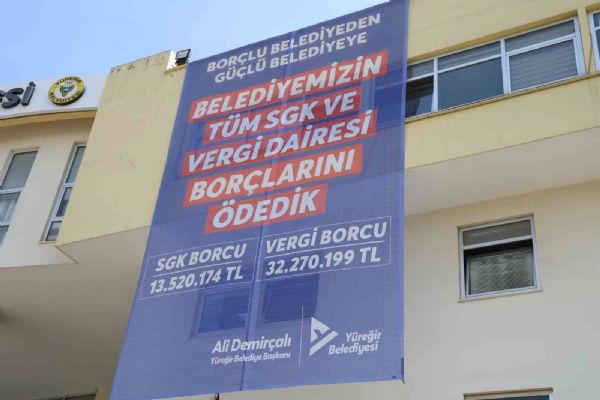 BORÇLU BELEDİYEDEN
GÜÇLÜ BELEDİYEYE
BELEDİYEMİZİN
TÜM SGK VE
VERGİ DAİRESİ
BORÇLARINI
ÖDEDİK
SGK BORCU
13.520.174 TL
VERGİ BORCU
32.270.199 TL
Ali Demirçalı
Yüreğir Belediye Başkanı
Yüreğir
Belediyesi